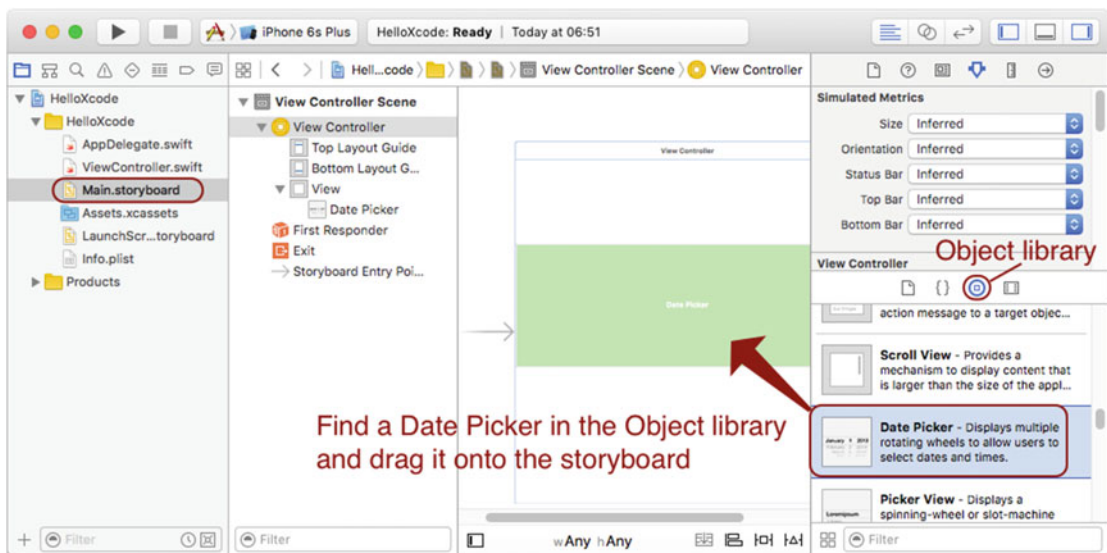 iPhone 6s Plus
HelloXcode: Ready | Today at 06:51
Hell...code
View Controller Scene
View Controller
HelloXcode
HelloXcode
AppDelegate.swift
ViewController.swift
Main.storyboard
Assets.xcassets
LaunchScr...toryboard
Info.plist
Products
Filter
View Controller Scene
View Controller
Top Layout Guide
Bottom Layout G...
View
Date Picker
First Responder
Exit
Storyboard Entry Poi...
Filter
View Controller
Date Picker
Find a Date Picker in the Object library
and drag it onto the storyboard
wAny hAny
Simulated Metrics
Size Inferred
Orientation Inferred
Status Bar Inferred
Top Bar Inferred
Bottom Bar Inferred
Object library
View Controller
{}
action message to a target objec...
Scroll View - Provides a
mechanism to display content that
is larger than the size of the appl...
Date Picker - Displays multiple
rotating wheels to allow users to
select dates and times.
Picker View - Displays a
spinning-wheel or slot-machine
Filter